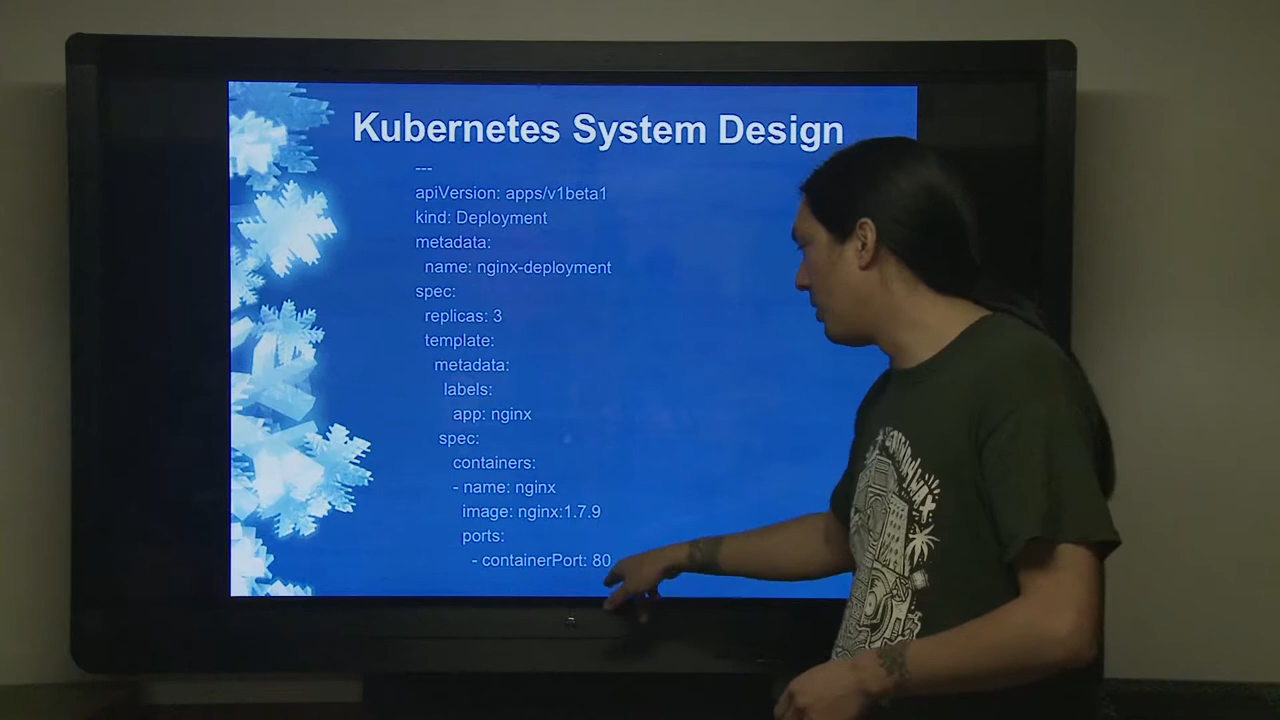 Kubernetes System Design
---
apiVersion: apps/v1beta1
kind: Deployment
metadata:
name: nginx-deployment
spec:
replicas: 3
template:
metadata:
labels:
app: nginx
spec:
containers:
- name: nginx
image: nginx:1.7.9
ports:
- containerPort: 80